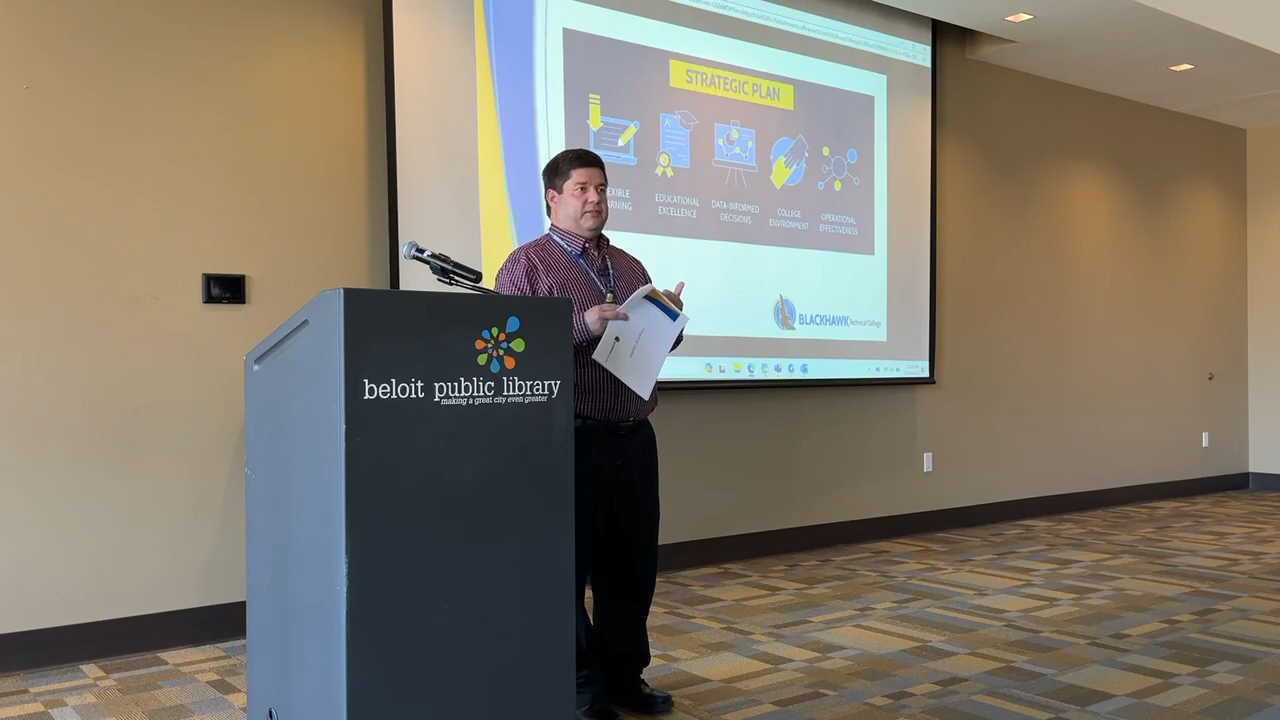 STRATEGIC PLAN
EDUCATIONAL
EXCELLENCE
DATA-INFORMED
DECISIONS
COLLEGE
ENVIRONMENT
OPERATIONAL
EFFECTIVENESS
BLACKHAWK Technical College
beloit public library
making a great city even greater